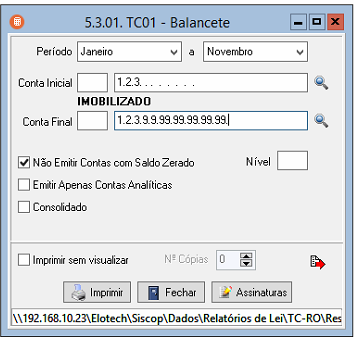 5.3.01. TC01 - Balancete
Período Janeiro a Novembro
Conta Inicial 1.2.3. . . . . . .
IMOBILIZADO
Conta Final 1.2.3.9.9.99.99.99.99.99.
Não Emitir Contas com Saldo Zerado Nível
Emitir Apenas Contas Analíticas
Consolidado
Imprimir sem visualizar Nº Cópias 0
Imprimir Fechar Assinaturas
\\192.168.10.23\Elotech\Siscop\Dados\Relatórios de Lei\TC-RO\Res